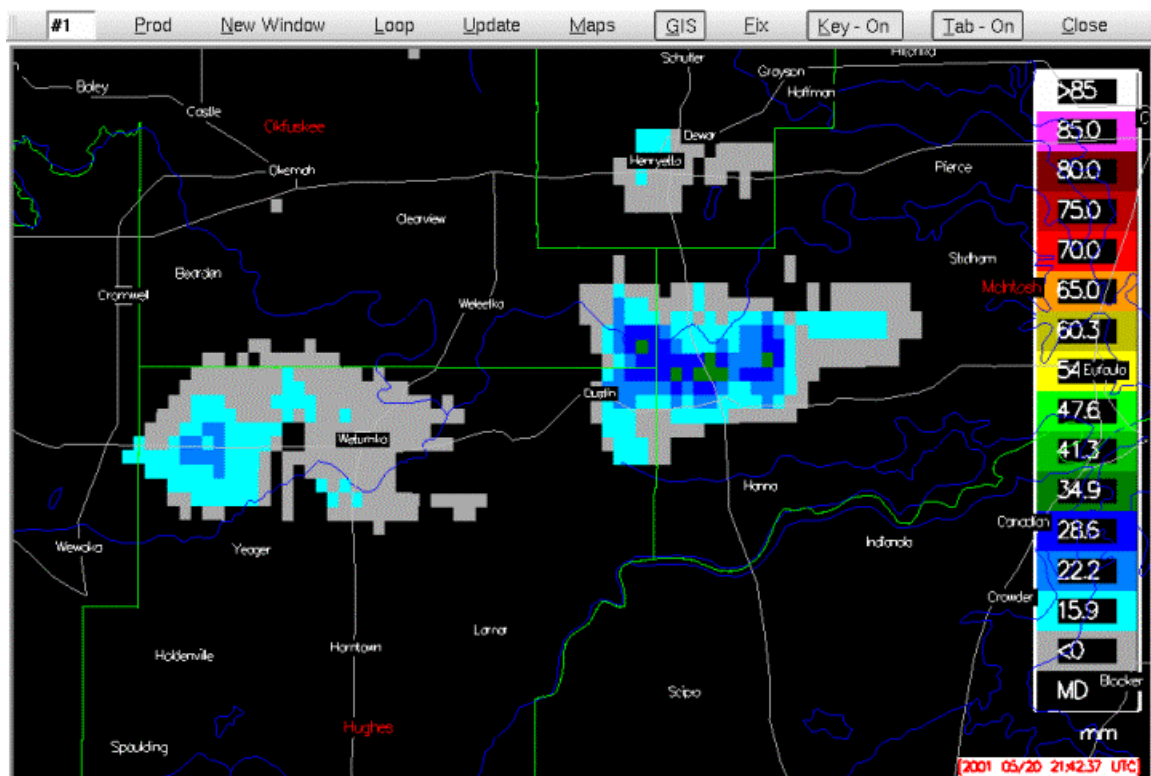 #1 Prod New Window Loop Update Maps GIS Fix Key - On Tab - On Close
Schulter
Grayson
Boley
Hoffman
Castle
Okfuskee
Dewar
Henryetta
Pierce
Okemah
Clearview
Stidham
Bearden
McIntosh
Cromwell
Weleetka
Eufaula
Dustin
Wetumka
Hanna
Canadian
Indianola
Wewoka
Yeager
Crowder
Lamar
Holdenville
Horntown
Scipio
Blocker
Hughes
Spaulding
>85
85.0
80.0
75.0
70.0
65.0
60.3
54
47.6
41.3
34.9
28.6
22.2
15.9
<0
MD
mm
[2001 05/20 21:42:37 UTC]